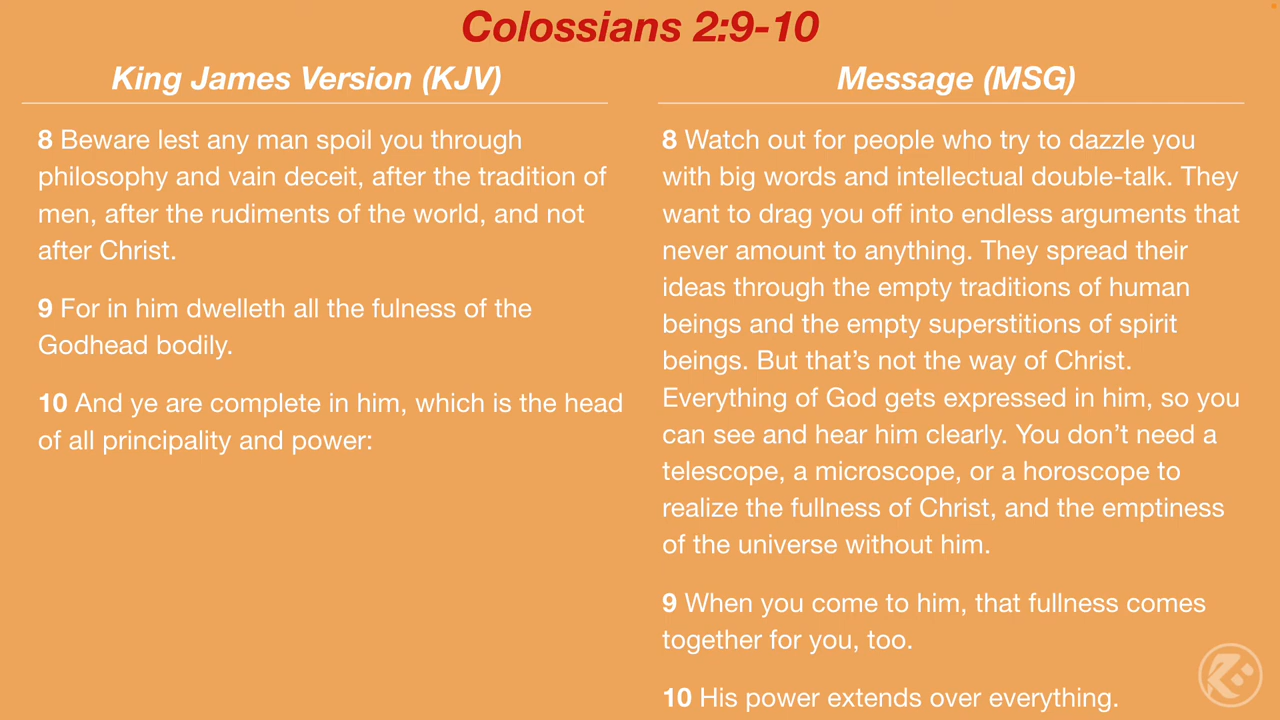 Colossians 2:9-10
King James Version (KJV)
8 Beware lest any man spoil you through
philosophy and vain deceit, after the tradition of
men, after the rudiments of the world, and not
after Christ.
9 For in him dwelleth all the fulness of the
Godhead bodily.
10 And ye are complete in him, which is the head
of all principality and power:
Message (MSG)
8 Watch out for people who try to dazzle you
with big words and intellectual double-talk. They
want to drag you off into endless arguments that
never amount to anything. They spread their
ideas through the empty traditions of human
beings and the empty superstitions of spirit
beings. But that’s not the way of Christ.
Everything of God gets expressed in him, so you
can see and hear him clearly. You don’t need a
telescope, a microscope, or a horoscope to
realize the fullness of Christ, and the emptiness
of the universe without him.
9 When you come to him, that fullness comes
together for you, too.
10 His power extends over everything.